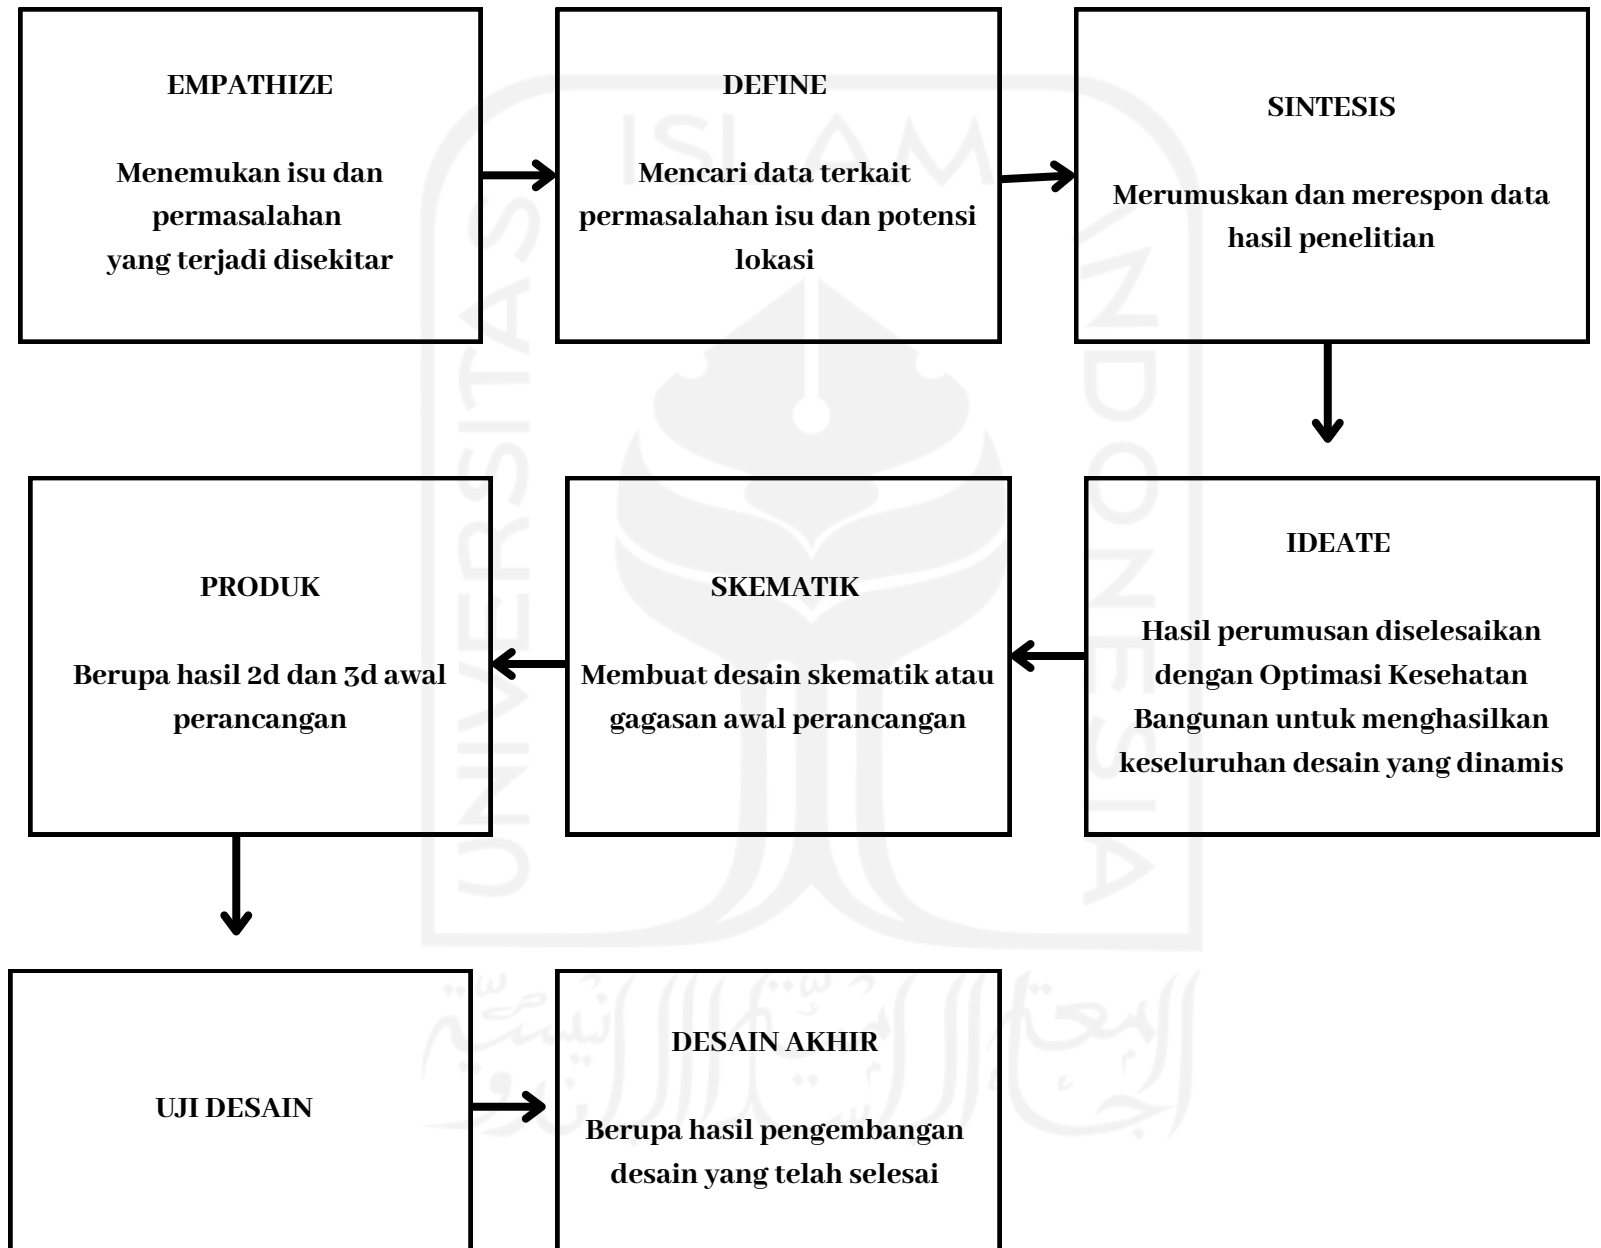 EMPATHIZE
Menemukan isu dan
permasalahan
yang terjadi disekitar
DEFINE
Mencari data terkait
permasalahan isu dan potensi
lokasi
SINTESIS
Merumuskan dan merespon data
hasil penelitian
IDEATE
Hasil perumusan diselesaikan
dengan Optimasi Kesehatan
Bangunan untuk menghasilkan
keseluruhan desain yang dinamis
SKEMATIK
Membuat desain skematik atau
gagasan awal perancangan
PRODUK
Berupa hasil 2d dan 3d awal
perancangan
UJI DESAIN
DESAIN AKHIR
Berupa hasil pengembangan
desain yang telah selesai
UNIVERSITAS
ISLAM
INDONESIA